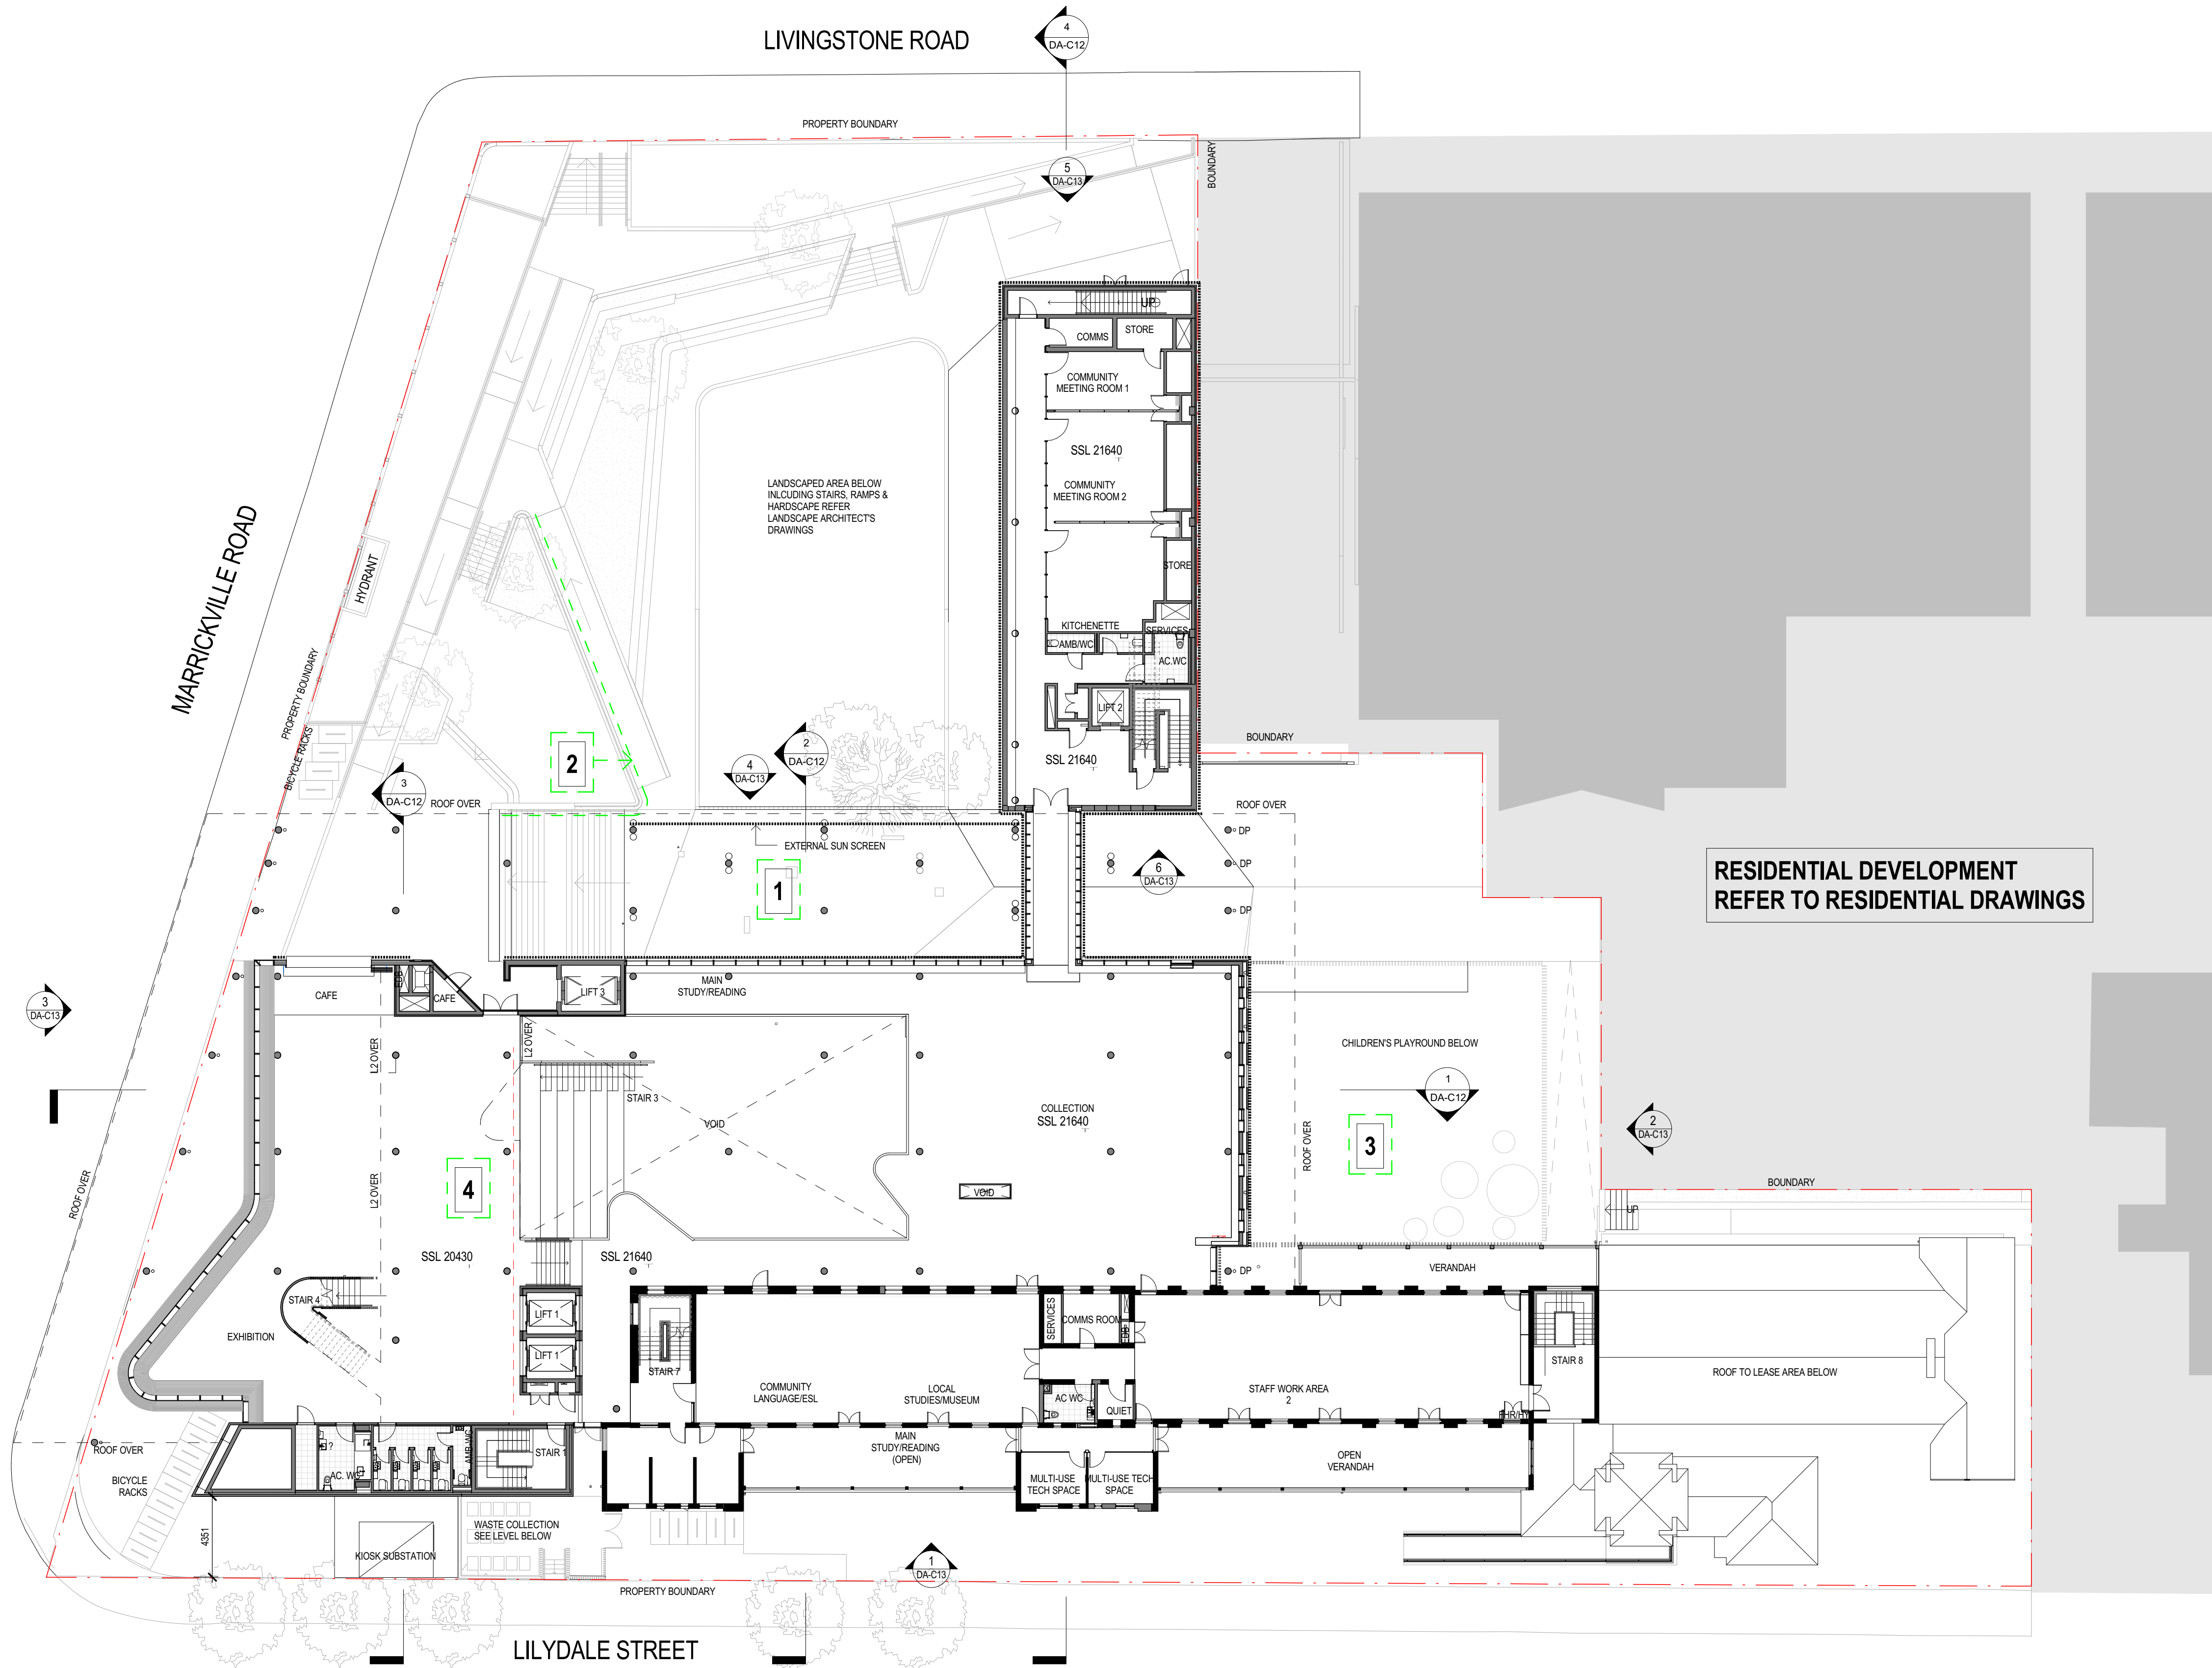 LIVINGSTONE ROAD
4
DA-C12
PROPERTY BOUNDARY
5
DA-C13
BOUNDARY
UP
COMMS
STORE
COMMUNITY
MEETING ROOM 1
SSL 21640
COMMUNITY
MEETING ROOM 2
LANDSCAPED AREA BELOW
INLCUDING STAIRS, RAMPS &
HARDSCAPE REFER
LANDSCAPE ARCHITECT'S
DRAWINGS
MARRICKVILLE ROAD
HYDRANT
STORE
KITCHENETTE
SERVICES
AMB/WC
AC.WC
LIFT 2
SSL 21640
PROPERTY BOUNDARY
BICYCLE RACKS
2
4
DA-C13
2
DA-C12
3
DA-C12
ROOF OVER
BOUNDARY
ROOF OVER
EXTERNAL SUN SCREEN
1
6
DA-C13
DP
DP
DP
RESIDENTIAL DEVELOPMENT
REFER TO RESIDENTIAL DRAWINGS
3
DA-C13
CAFE
EDB
CAFE
LIFT 3
MAIN
STUDY/READING
L2 OVER
L2 OVER
STAIR 3
VOID
COLLECTION
SSL 21640
CHILDREN'S PLAYROUND BELOW
1
DA-C12
2
DA-C13
3
ROOF OVER
4
L2 OVER
VOID
ROOF OVER
BOUNDARY
UP
SSL 20430
SSL 21640
DP
VERANDAH
STAIR 4
EXHIBITION
LIFT 1
LIFT 1
STAIR 7
SERVICES
COMMS ROOM
EDB
STAIR 8
ROOF TO LEASE AREA BELOW
COMMUNITY
LANGUAGE/ESL
LOCAL
STUDIES/MUSEUM
AC WC
QUIET
STAFF WORK AREA
2
FHR/HY
ROOF OVER
BICYCLE
RACKS
?
AC. WC
AMB.WC
STAIR 1
MAIN
STUDY/READING
(OPEN)
MULTI-USE
TECH SPACE
MULTI-USE TECH
SPACE
OPEN
VERANDAH
4351
KIOSK SUBSTATION
WASTE COLLECTION
SEE LEVEL BELOW
1
DA-C13
PROPERTY BOUNDARY
LILYDALE STREET